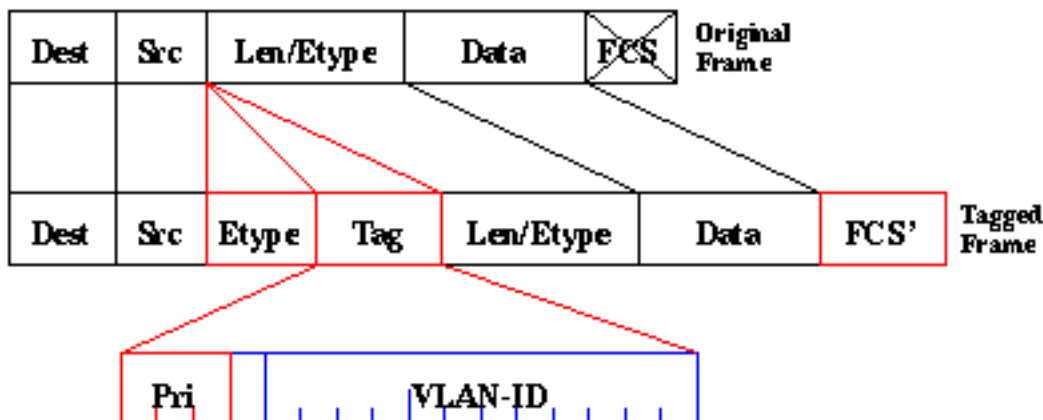 Dest Src Len/Etype Data FCS Original
Frame
Dest Src Etype Tag Len/Etype Data FCS’ Tagged
Frame
Pri VLAN-ID